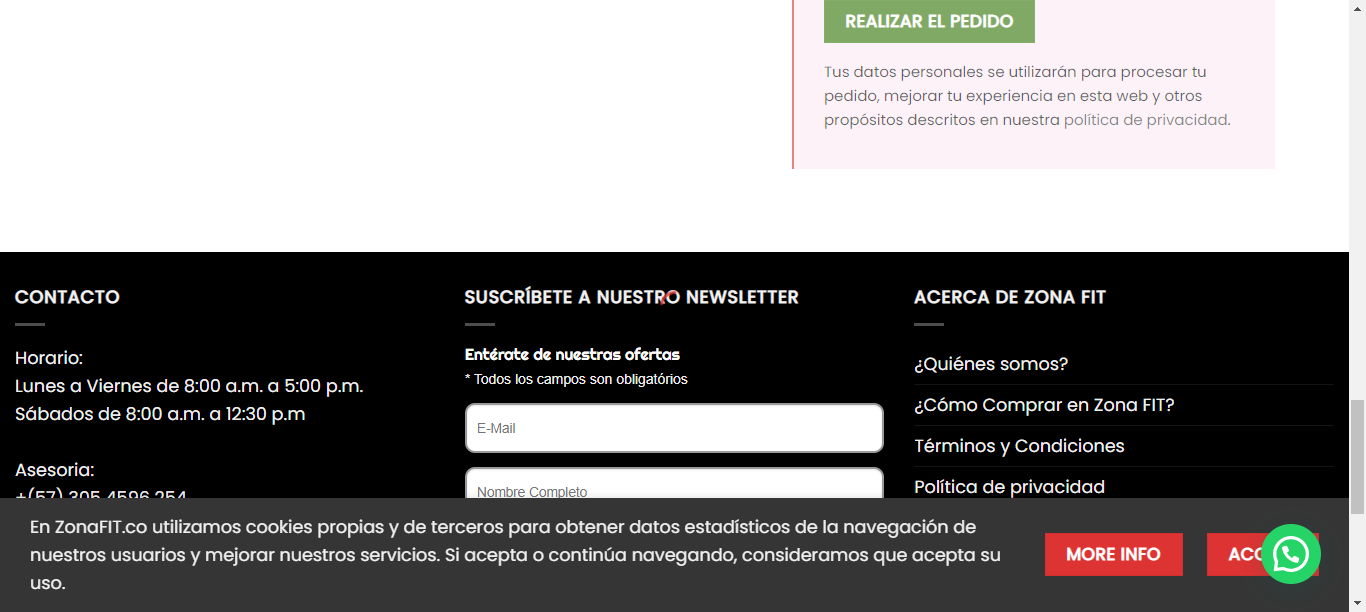 REALIZAR EL PEDIDO
Tus datos personales se utilizarán para procesar tu
pedido, mejorar tu experiencia en esta web y otros
propósitos descritos en nuestra política de privacidad.
CONTACTO
Horario:
Lunes a Viernes de 8:00 a.m. a 5:00 p.m.
Sábados de 8:00 a.m. a 12:30 p.m
Asesoria:
+(57) 305 4596 254
SUSCRÍBETE A NUESTRO NEWSLETTER
Entérate de nuestras ofertas
* Todos los campos son obligatórios
E-Mail
Nombre Completo
ACERCA DE ZONA FIT
¿Quiénes somos?
¿Cómo Comprar en Zona FIT?
Términos y Condiciones
Política de privacidad
En ZonaFIT.co utilizamos cookies propias y de terceros para obtener datos estadísticos de la navegación de
nuestros usuarios y mejorar nuestros servicios. Si acepta o continúa navegando, consideramos que acepta su
uso.
MORE INFO